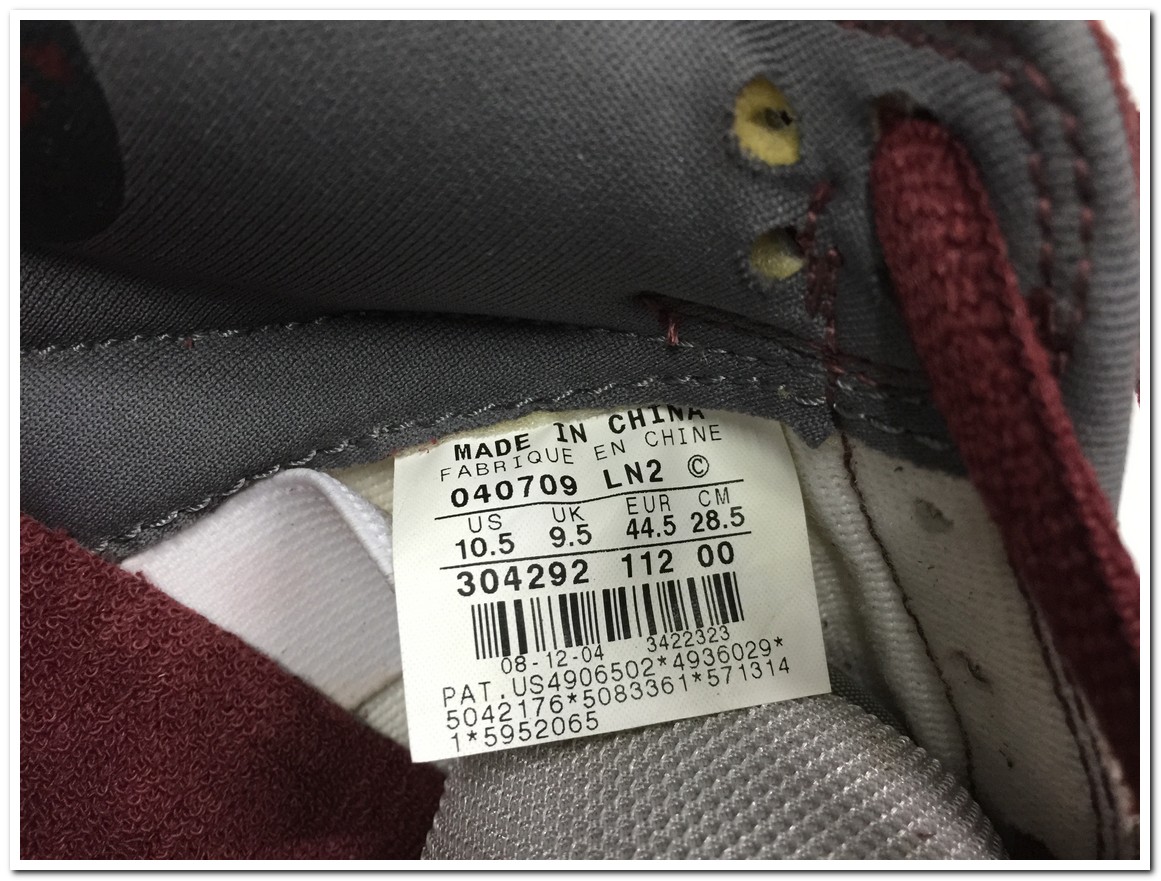 MADE IN CHINA
FABRIQUE EN CHINE
040709 LN2 ©
US UK EUR CM
10.5 9.5 44.5 28.5
304292 112 00
08-12-04 3422323
PAT.US4906502*4936029*
5042176*5083361*571314
1*5952065